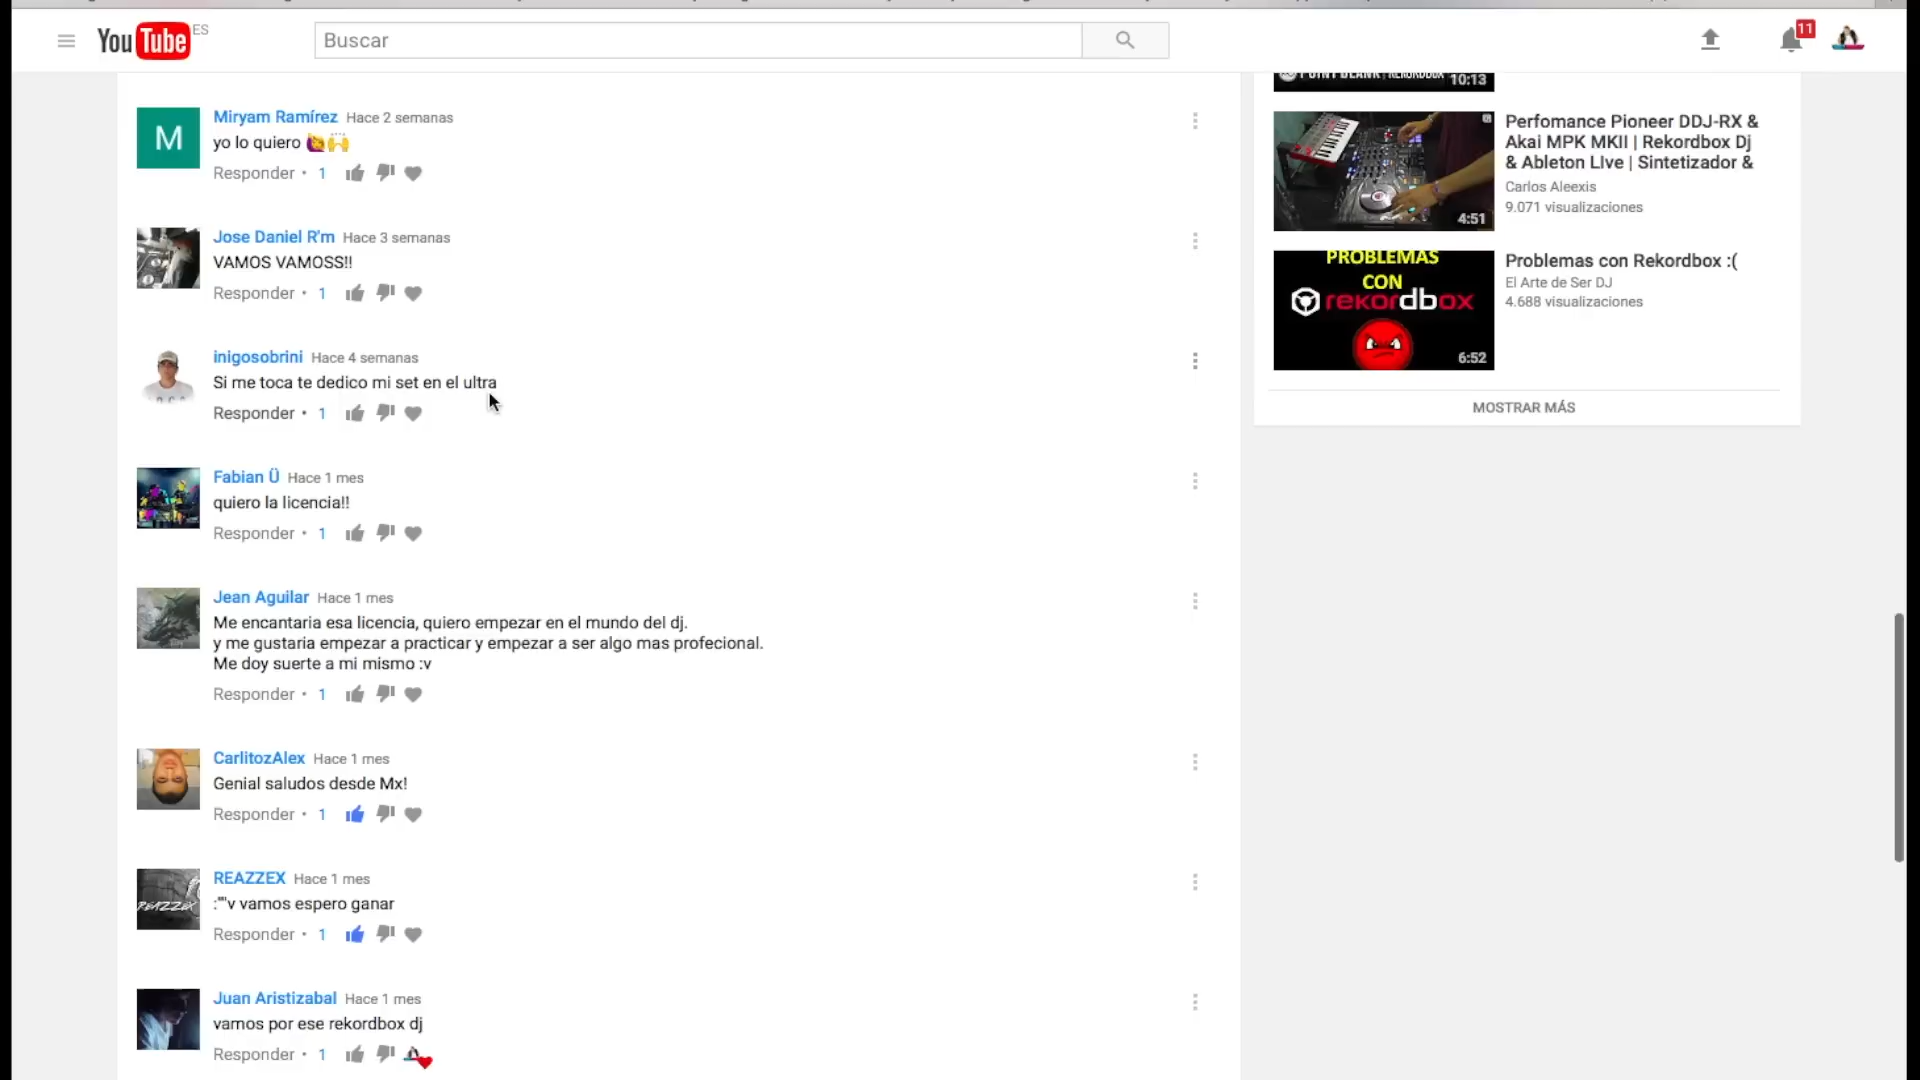 YouTube ES
Buscar
11
Miryam Ramírez Hace 2 semanas
yo lo quiero 🙋🙌
Responder • 1
Jose Daniel R'm Hace 3 semanas
VAMOS VAMOSS!!
Responder • 1
inigosobrini Hace 4 semanas
Si me toca te dedico mi set en el ultra
Responder • 1
Fabian Ü Hace 1 mes
quiero la licencia!!
Responder • 1
Jean Aguilar Hace 1 mes
Me encantaria esa licencia, quiero empezar en el mundo del dj.
y me gustaria empezar a practicar y empezar a ser algo mas profecional.
Me doy suerte a mi mismo :v
Responder • 1
CarlitozAlex Hace 1 mes
Genial saludos desde Mx!
Responder • 1
REAZZEX Hace 1 mes
:""v vamos espero ganar
Responder • 1
REAZZEX
Juan Aristizabal Hace 1 mes
vamos por ese rekordbox dj
Responder • 1
M
POINT BLANK | REKORDBOX
10:13
Perfomance Pioneer DDJ-RX &
Akai MPK MKII | Rekordbox Dj
& Ableton LIve | Sintetizador &
Carlos Aleexis
9.071 visualizaciones
4:51
PROBLEMAS
CON
rekordbox
6:52
Problemas con Rekordbox :(
El Arte de Ser DJ
4.688 visualizaciones
MOSTRAR MÁS